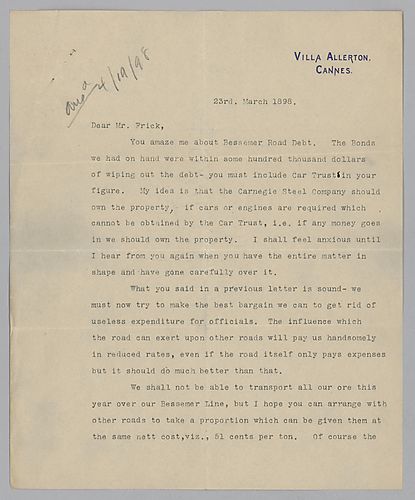 ansd 4/19/98
VILLA ALLERTON,
CANNES.
23rd. March 1898.
Dear Mr. Frick,
You amaze me about Bessemer Road Debt. The Bonds
we had on hand were within some hundred thousand dollars
of wiping out the debt- you must include Car Trusts in your
figure. My idea is that the Carnegie Steel Company should
own the property, if cars or engines are required which
cannot be obtained by the Car Trust, i.e. if any money goes
in we should own the property. I shall feel anxious until
I hear from you again when you have the entire matter in
shape and have gone carefully over it.
What you said in a previous letter is sound- we
must now try to make the best bargain we can to get rid of
useless expenditure for officials. The influence which
the road can exert upon other roads will pay us handsomely
in reduced rates, even if the road itself only pays expenses
but it should do much better than that.
We shall not be able to transport all our ore this
year over our Bessemer Line, but I hope you can arrange with
other roads to take a proportion which can be given them at
the same nett cost,viz., 51 cents per ton. Of course the